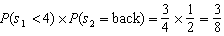 P(s₁ < 4) × P(s₂ = back) = 3/4 × 1/2 = 3/8